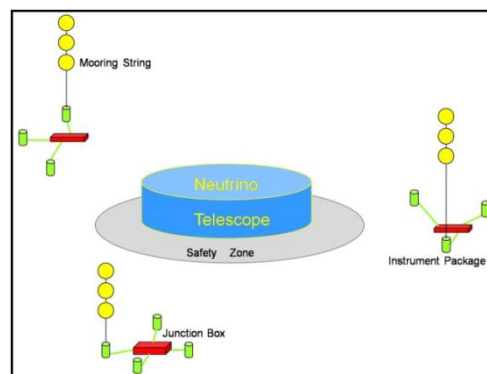 Mooring String
Neutrino
Telescope
Safety Zone
Instrument Package
Junction Box